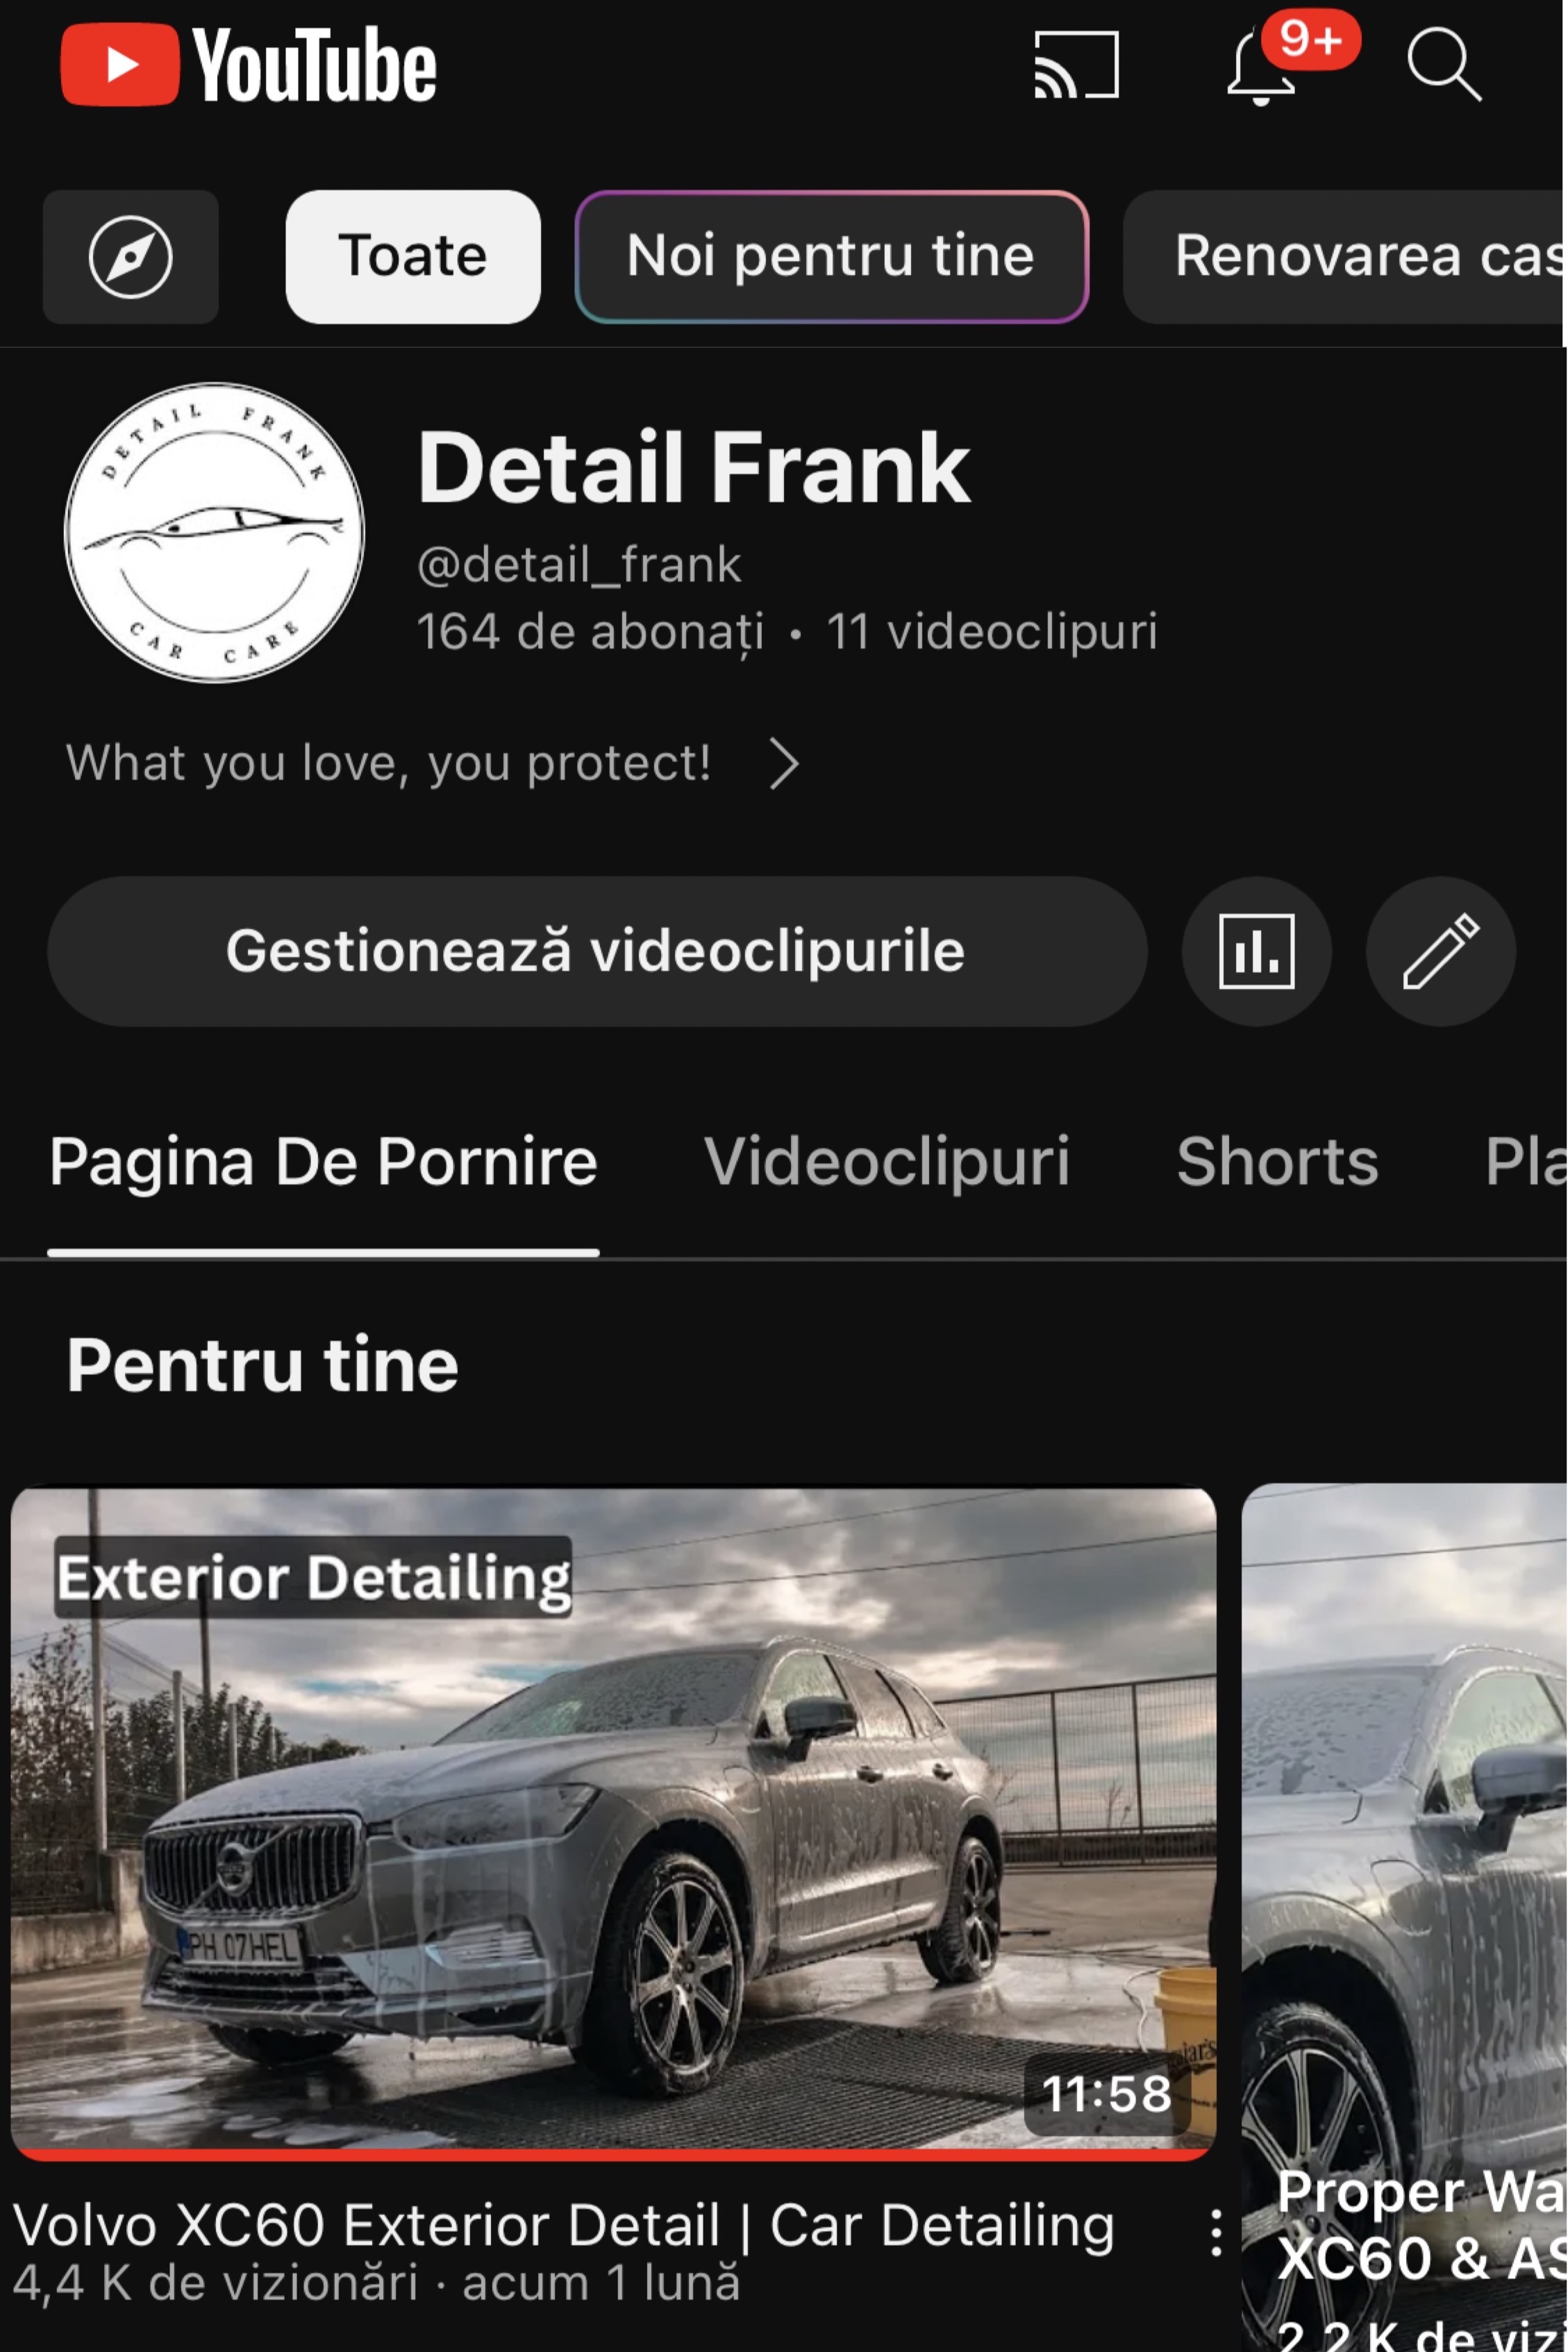 YouTube
9+
Toate
Noi pentru tine
Renovarea cas
DETAIL FRANK
CAR CARE
Detail Frank
@detail_frank
164 de abonați • 11 videoclipuri
What you love, you protect!
Gestionează videoclipurile
Pagina De Pornire
Videoclipuri
Shorts
Pla
Pentru tine
Exterior Detailing
PH 07HEL
11:58
Volvo XC60 Exterior Detail | Car Detailing
4,4 K de vizionări · acum 1 lună
Proper Wa
XC60 & AS
2,2 K de vizi